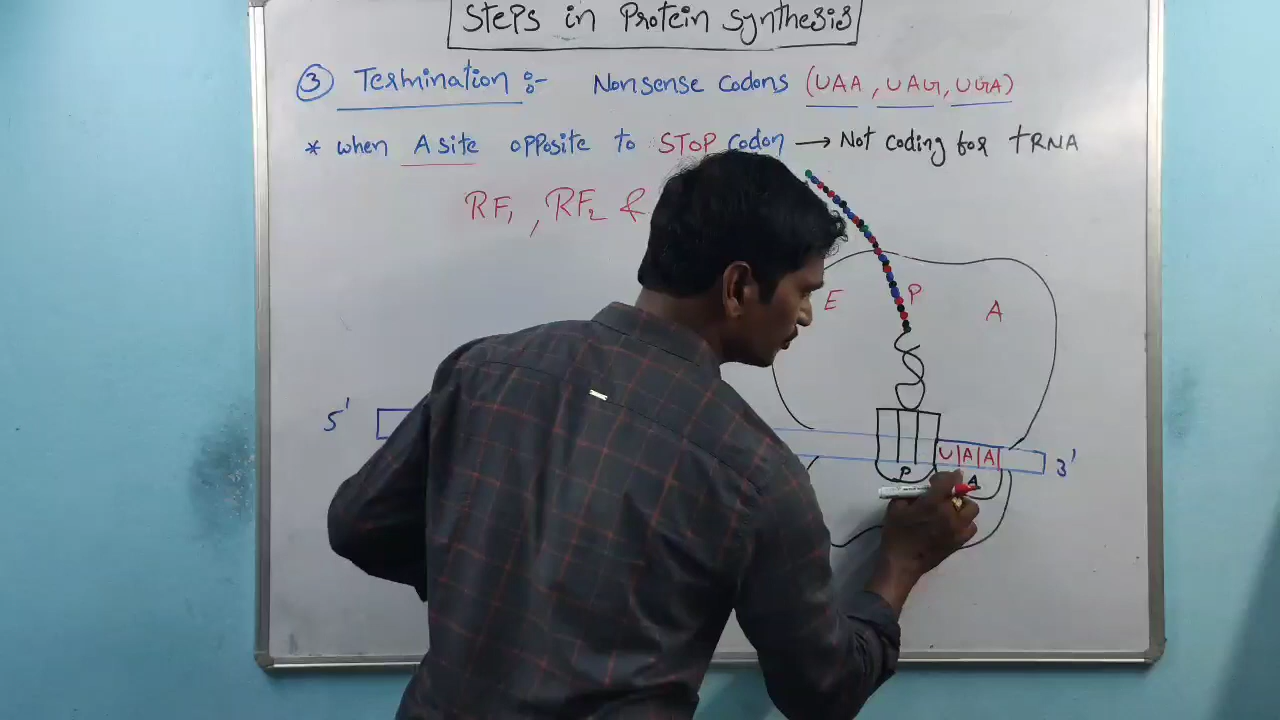 Steps in Protein Synthesis
③ Termination :- Nonsense Codons (UAA, UAG, UGA)
* when A site opposite to STOP Codon → Not coding for tRNA
RF₁, RF₂ &
E P A
5' UAA 3'
P A